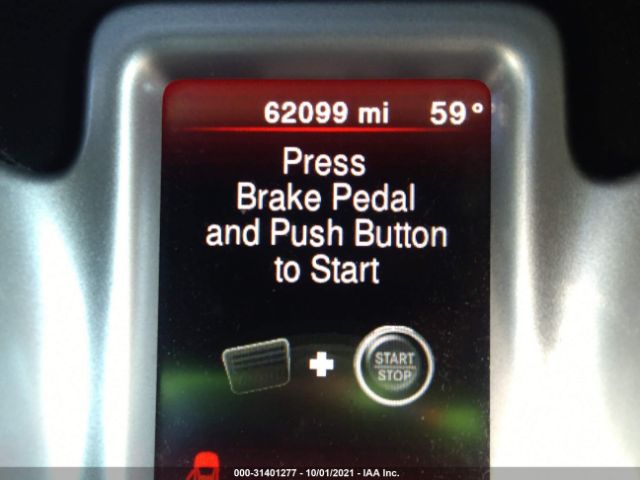 62099 mi 59°
Press
Brake Pedal
and Push Button
to Start
START
STOP
000-31401277 - 10/01/2021 - IAA Inc.